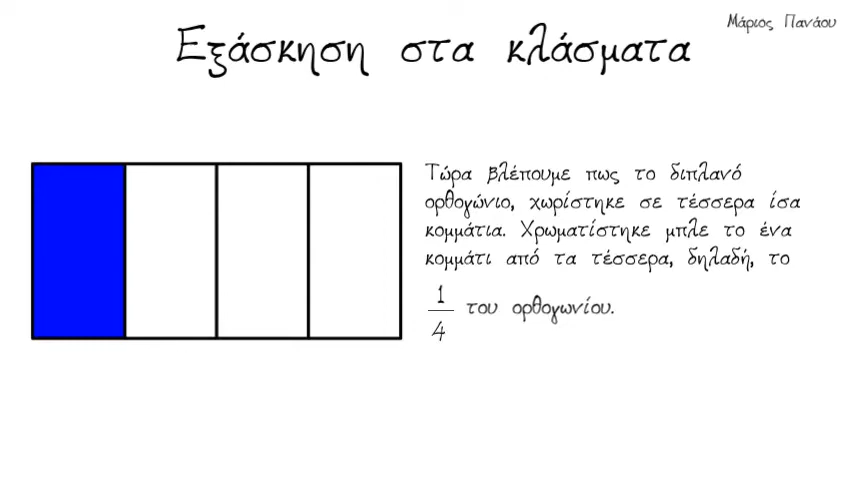 Μάριος Πανάου
Εξάσκηση στα κλάσματα
Τώρα βλέπουμε πως το διπλανό
ορθογώνιο, χωρίστηκε σε τέσσερα ίσα
κομμάτια. Χρωματίστηκε μπλε το ένα
κομμάτι από τα τέσσερα, δηλαδή, το
1/4 του ορθογωνίου.